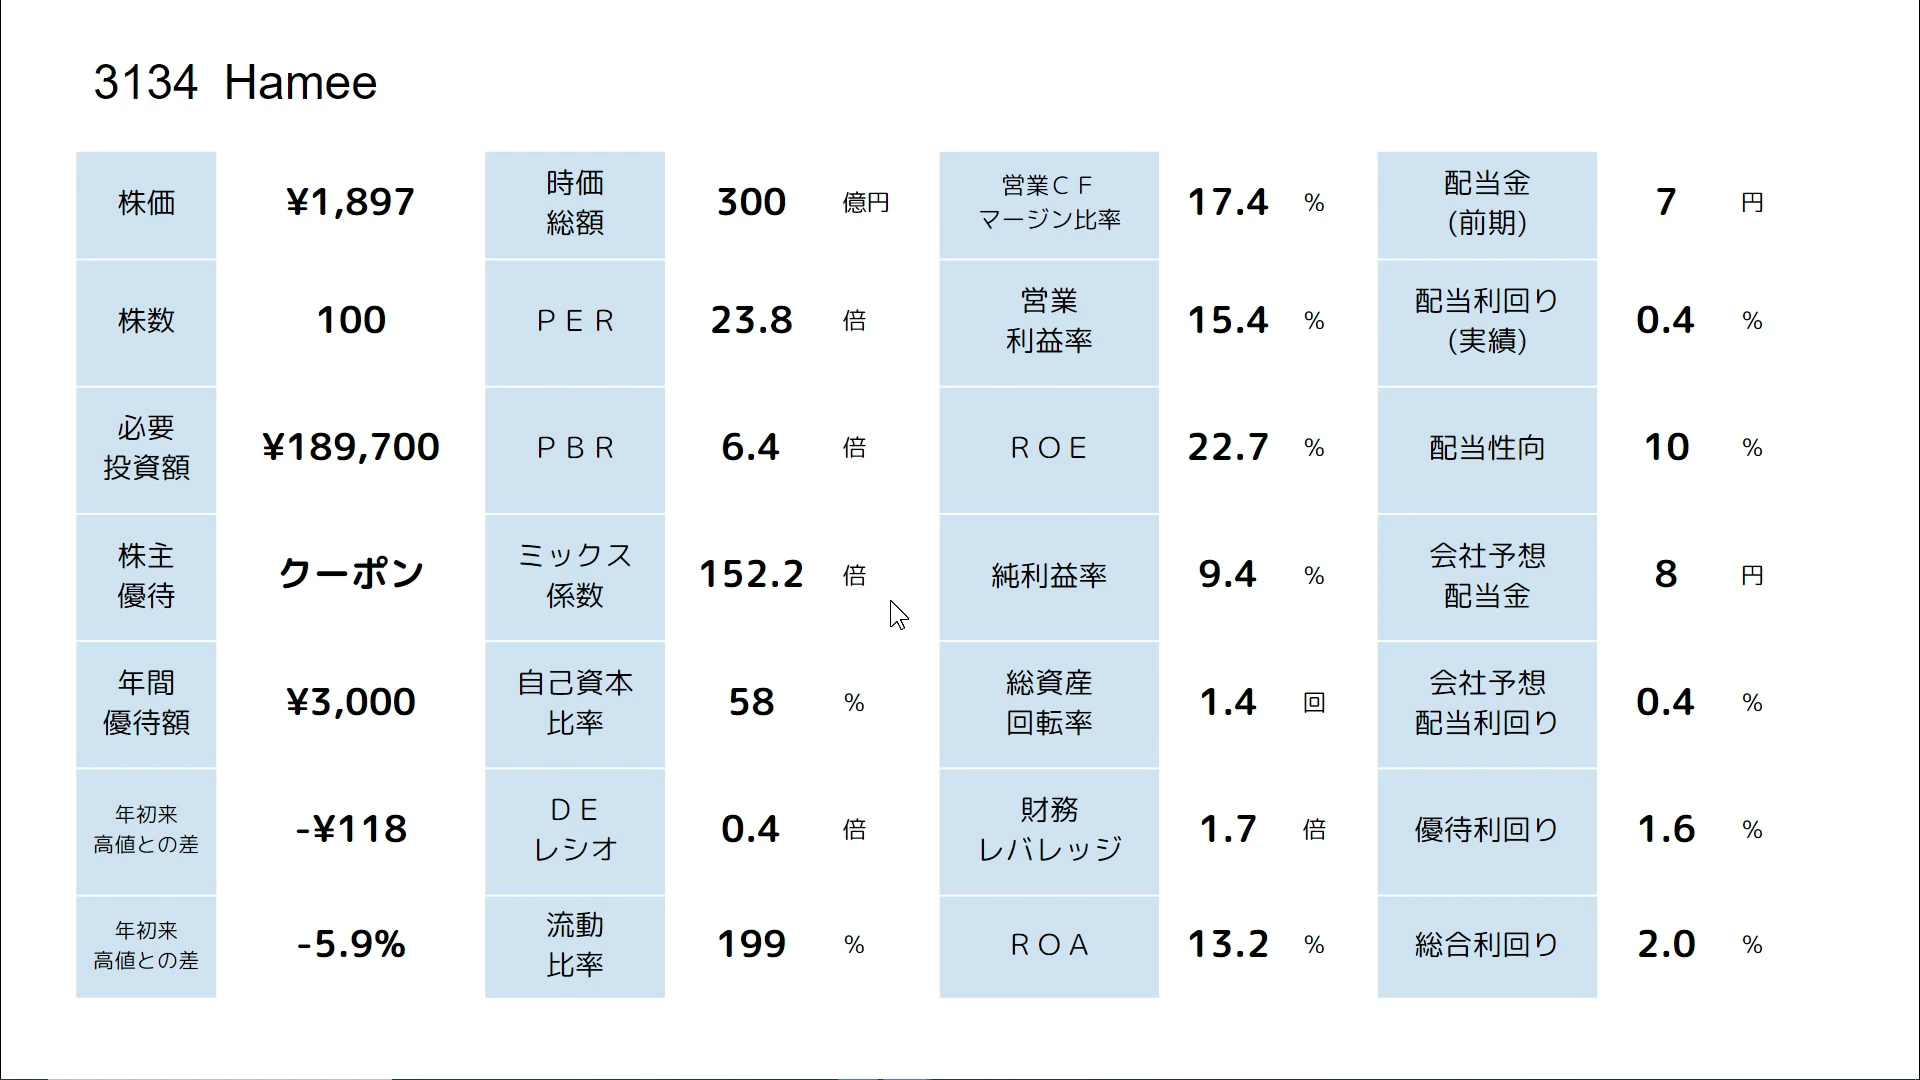 3134 Hamee
株価 ¥1,897 時価総額 300 億円 営業ＣＦマージン比率 17.4 % 配当金(前期) 7 円
株数 100 ＰＥＲ 23.8 倍 営業利益率 15.4 % 配当利回り(実績) 0.4 %
必要投資額 ¥189,700 ＰＢＲ 6.4 倍 ＲＯＥ 22.7 % 配当性向 10 %
株主優待 クーポン ミックス係数 152.2 倍 純利益率 9.4 % 会社予想配当金 8 円
年間優待額 ¥3,000 自己資本比率 58 % 総資産回転率 1.4 回 会社予想配当利回り 0.4 %
年初来高値との差 -¥118 ＤＥレシオ 0.4 倍 財務レバレッジ 1.7 倍 優待利回り 1.6 %
年初来高値との差 -5.9% 流動比率 199 % ＲＯＡ 13.2 % 総合利回り 2.0 %